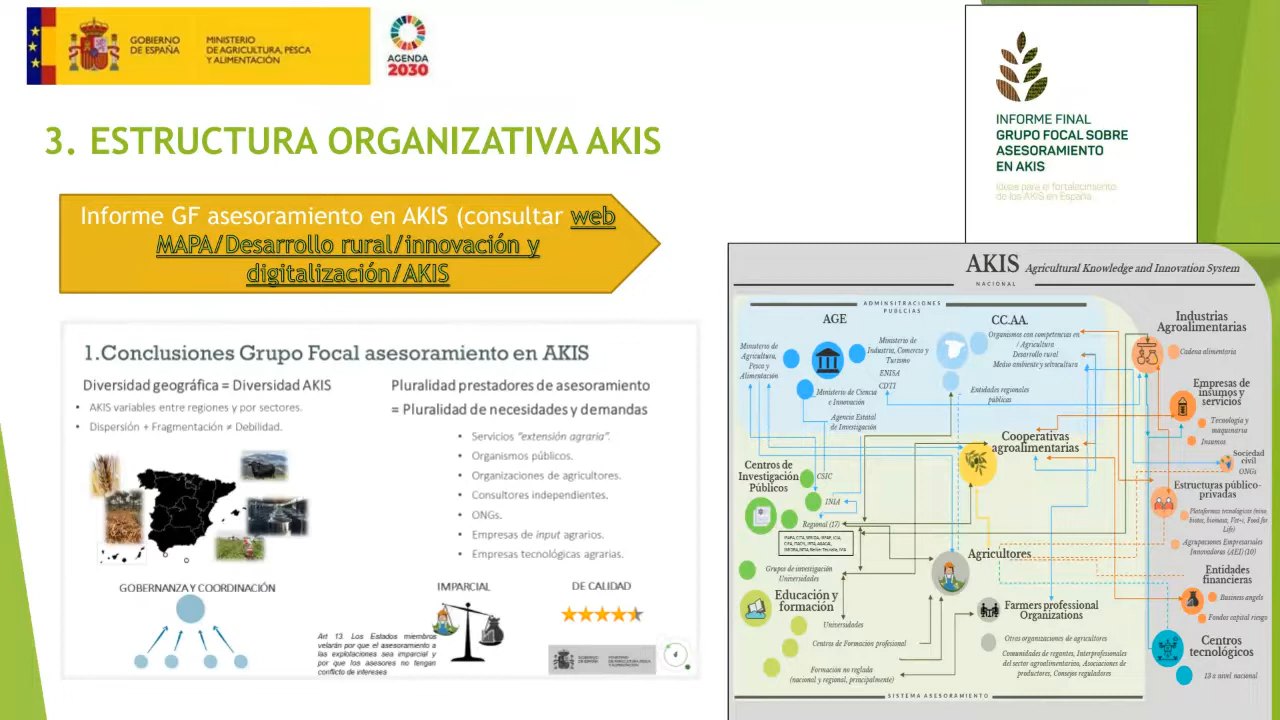 GOBIERNO
DE ESPAÑA
MINISTERIO
DE AGRICULTURA, PESCA
Y ALIMENTACIÓN
AGENDA
2030
3. ESTRUCTURA ORGANIZATIVA AKIS
Informe GF asesoramiento en AKIS (consultar web
MAPA/Desarrollo rural/innovación y
digitalización/AKIS
INFORME FINAL
GRUPO FOCAL SOBRE
ASESORAMIENTO
EN AKIS
Ideas para el fortalecimiento
de los AKIS en España
1.Conclusiones Grupo Focal asesoramiento en AKIS
Diversidad geográfica = Diversidad AKIS
• AKIS variables entre regiones y por sectores.
• Dispersión + Fragmentación ≠ Debilidad.
Pluralidad prestadores de asesoramiento
= Pluralidad de necesidades y demandas
• Servicios "extensión agraria".
• Organismos públicos.
• Organizaciones de agricultores.
• Consultores independientes.
• ONGs.
• Empresas de input agrarios.
• Empresas tecnológicas agrarias.
GOBERNANZA Y COORDINACIÓN
IMPARCIAL
DE CALIDAD
Art 13. Los Estados miembros
velarán por que el asesoramiento a
las explotaciones sea imparcial y
por que los asesores no tengan
conflicto de intereses
AKIS Agricultural Knowledge and Innovation System
NACIONAL
ADMINSITRACIONES
PUBLCIAS
AGE
CC.AA.
Ministerio de
Agricultura,
Pesca y
Alimentación
Ministerio de
Industria, Comercio y
Turismo
ENISA
CDTI
Ministerio de Ciencia
e Innovación
Agencia Estatal
de Investigación
Organismos con competencias en
/ Agricultura
Desarrollo rural
Medio ambiente y selvicultura
Entidades regionales
públicas
Industrias
Agroalimentarias
Cadena alimentaria
Empresas de
insumos y
servicios
Tecnología y
maquinaria
Insumos
Sociedad
civil
ONGs
Cooperativas
agroalimentarias
Centros de
Investigación
Públicos
CSIC
INIA
Regional (17)
Grupos de investigación
Universidades
Estructuras público-
privadas
Plataformas tecnológicas (vino,
biotec, biomasa, Fit+i, Food for
Life)
Agrupaciones Empresariales
Innovadoras (AEI) (10)
Agricultores
Educación y
formación
Universidades
Centros de Formación profesional
Formación no reglada
(nacional y regional, principalmente)
Farmers professional
Organizations
Otras organizaciones de agricultores
Comunidades de regantes, Interprofesionales
del sector agroalimentarios, Asociaciones de
productores, Consejos reguladores
Entidades
financieras
Business angels
Fondos capital riesgo
Centros
tecnológicos
13 a nivel nacional
SISTEMA ASESORAMIENTO